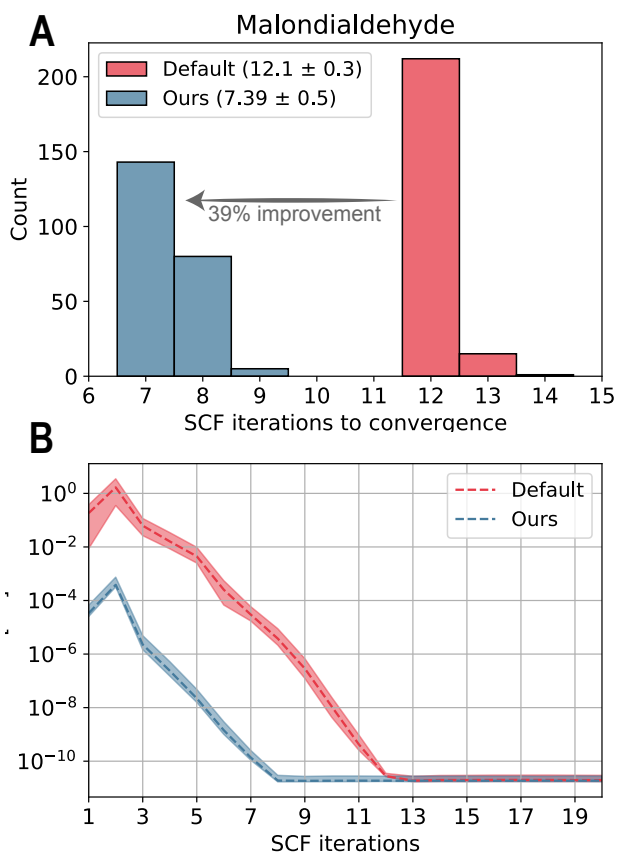 A
Malondialdehyde
Default (12.1 ± 0.3)
Ours (7.39 ± 0.5)
39% improvement
Count
200
150
100
50
0
6 7 8 9 10 11 12 13 14 15
SCF iterations to convergence
B
Default
Ours
10⁰
10⁻²
10⁻⁴
10⁻⁶
10⁻⁸
10⁻¹⁰
1 3 5 7 9 11 13 15 17 19
SCF iterations